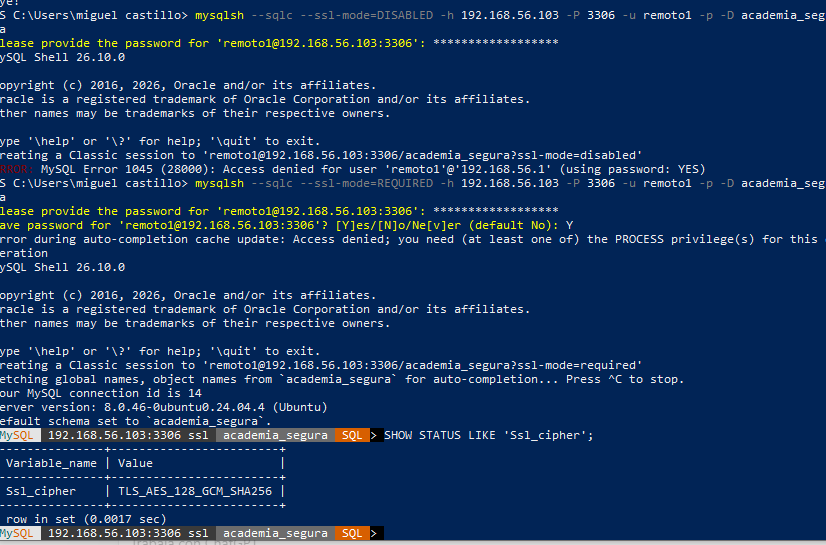 ye!
S C:\Users\miguel castillo> mysqlsh --sqlc --ssl-mode=DISABLED -h 192.168.56.103 -P 3306 -u remoto1 -p -D academia_seg
a
lease provide the password for 'remoto1@192.168.56.103:3306': ******************
ySQL Shell 26.10.0
opyright (c) 2016, 2026, Oracle and/or its affiliates.
racle is a registered trademark of Oracle Corporation and/or its affiliates.
ther names may be trademarks of their respective owners.
ype '\help' or '\?' for help; '\quit' to exit.
reating a Classic session to 'remoto1@192.168.56.103:3306/academia_segura?ssl-mode=disabled'
RROR: MySQL Error 1045 (28000): Access denied for user 'remoto1'@'192.168.56.1' (using password: YES)
S C:\Users\miguel castillo> mysqlsh --sqlc --ssl-mode=REQUIRED -h 192.168.56.103 -P 3306 -u remoto1 -p -D academia_seg
a
lease provide the password for 'remoto1@192.168.56.103:3306': ******************
ave password for 'remoto1@192.168.56.103:3306'? [Y]es/[N]o/Ne[v]er (default No): Y
rror during auto-completion cache update: Access denied; you need (at least one of) the PROCESS privilege(s) for this
eration
ySQL Shell 26.10.0
opyright (c) 2016, 2026, Oracle and/or its affiliates.
racle is a registered trademark of Oracle Corporation and/or its affiliates.
ther names may be trademarks of their respective owners.
ype '\help' or '\?' for help; '\quit' to exit.
reating a Classic session to 'remoto1@192.168.56.103:3306/academia_segura?ssl-mode=required'
etching global names, object names from `academia_segura` for auto-completion... Press ^C to stop.
our MySQL connection id is 14
erver version: 8.0.46-0ubuntu0.24.04.4 (Ubuntu)
efault schema set to `academia_segura`.
MySQL 192.168.56.103:3306 ssl academia_segura SQL > SHOW STATUS LIKE 'Ssl_cipher';
---------------+------------------------+
Variable_name | Value |
---------------+------------------------+
Ssl_cipher | TLS_AES_128_GCM_SHA256 |
---------------+------------------------+
row in set (0.0017 sec)
MySQL 192.168.56.103:3306 ssl academia_segura SQL >